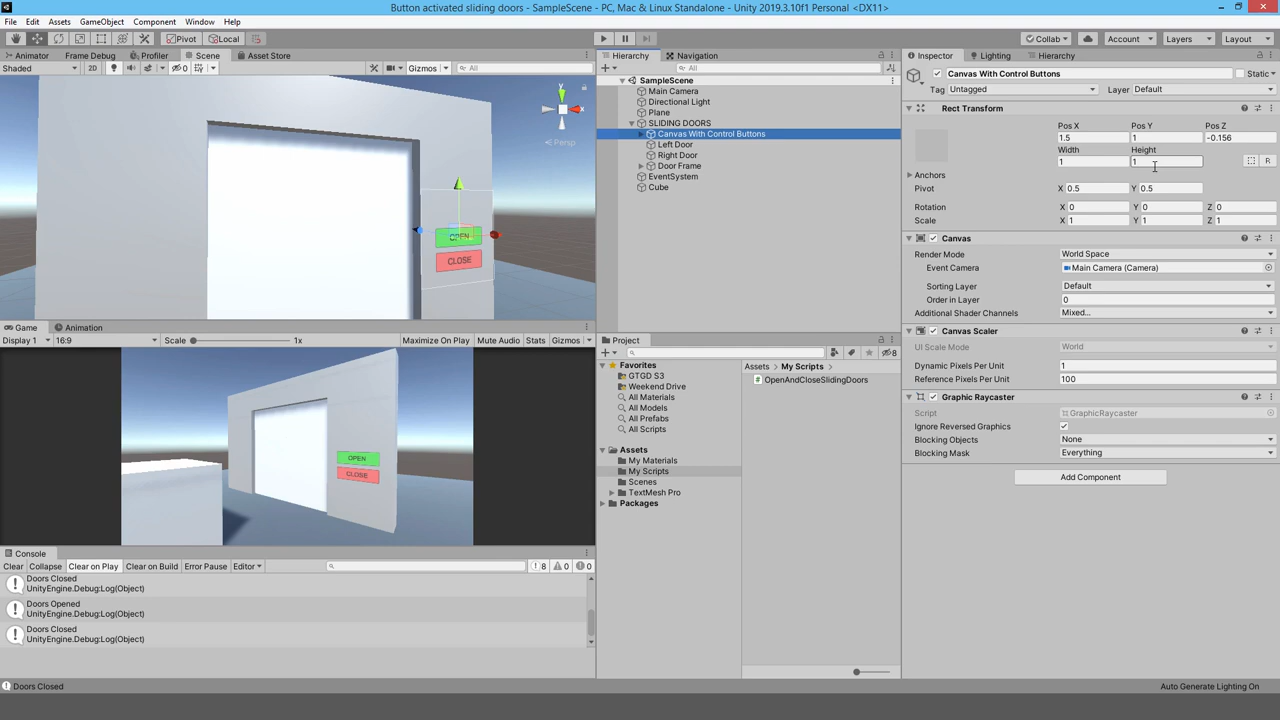 Button activated sliding doors - SampleScene - PC, Mac & Linux Standalone - Unity 2019.3.10f1 Personal <DX11>
File Edit Assets GameObject Component Window Help
Pivot Local
Collab Account Layers Layout
Animator Frame Debug Profiler Scene Asset Store
Shaded 2D 0 Gizmos All
y x
Persp
OPEN
CLOSE
Game Animation
Display 1 16:9 Scale 1x Maximize On Play Mute Audio Stats Gizmos
OPEN
CLOSE
Console
Clear Collapse Clear on Play Clear on Build Error Pause Editor 8 0 0
Doors Closed
UnityEngine.Debug:Log(Object)
Doors Opened
UnityEngine.Debug:Log(Object)
Doors Closed
UnityEngine.Debug:Log(Object)
Doors Closed
Hierarchy Navigation
All
SampleScene
Main Camera
Directional Light
Plane
SLIDING DOORS
Canvas With Control Buttons
Left Door
Right Door
Door Frame
EventSystem
Cube
Project
8
Favorites
GTGD S3
Weekend Drive
All Materials
All Models
All Prefabs
All Scripts
Assets
My Materials
My Scripts
Scenes
TextMesh Pro
Packages
Assets > My Scripts >
OpenAndCloseSlidingDoors
Inspector Lighting Hierarchy
Canvas With Control Buttons Static
Tag Untagged Layer Default
Rect Transform
Pos X Pos Y Pos Z
1.5 1 -0.156
Width Height
1 1 R
Anchors
Pivot X 0.5 Y 0.5
Rotation X 0 Y 0 Z 0
Scale X 1 Y 1 Z 1
Canvas
Render Mode World Space
Event Camera Main Camera (Camera)
Sorting Layer Default
Order in Layer 0
Additional Shader Channels Mixed...
Canvas Scaler
UI Scale Mode World
Dynamic Pixels Per Unit 1
Reference Pixels Per Unit 100
Graphic Raycaster
Script GraphicRaycaster
Ignore Reversed Graphics
Blocking Objects None
Blocking Mask Everything
Add Component
Auto Generate Lighting On